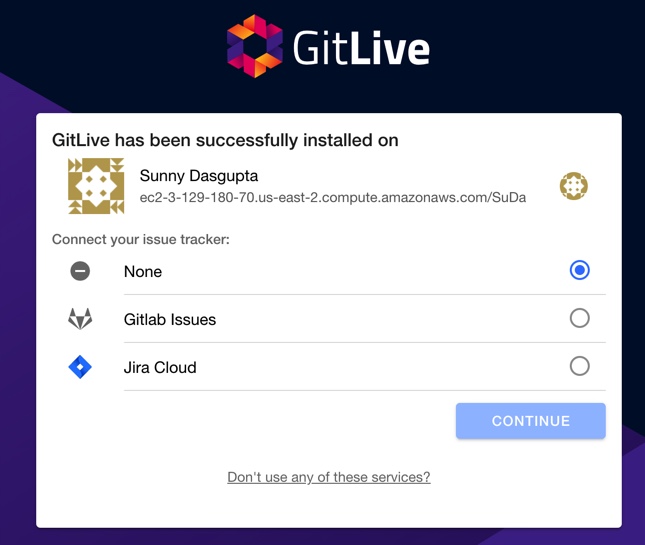 GitLive
GitLive has been successfully installed on
Sunny Dasgupta
ec2-3-129-180-70.us-east-2.compute.amazonaws.com/SuDa
Connect your issue tracker:
None
Gitlab Issues
Jira Cloud
CONTINUE
Don't use any of these services?